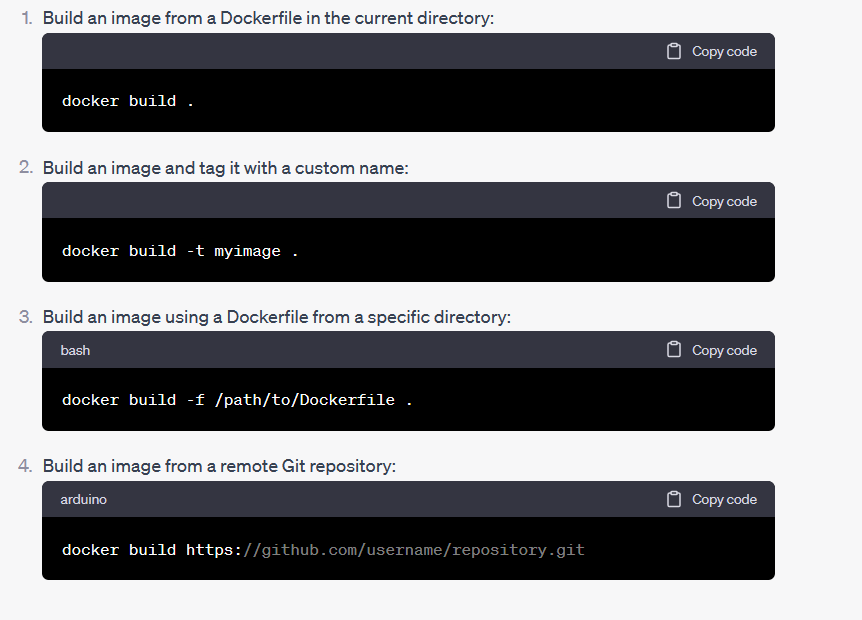 1. Build an image from a Dockerfile in the current directory:
Copy code
docker build .
2. Build an image and tag it with a custom name:
Copy code
docker build -t myimage .
3. Build an image using a Dockerfile from a specific directory:
bash Copy code
docker build -f /path/to/Dockerfile .
4. Build an image from a remote Git repository:
arduino Copy code
docker build https://github.com/username/repository.git